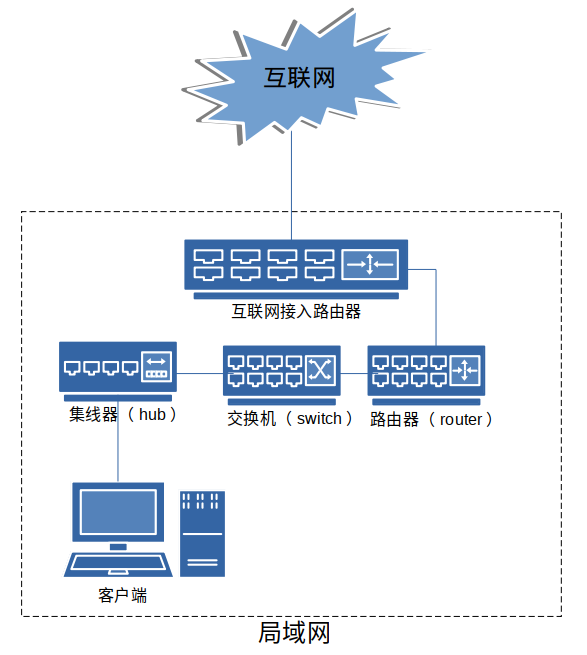 互联网
互联网接入路由器
集线器（ hub ）
交换机（ switch ）
路由器（ router ）
客户端
局域网